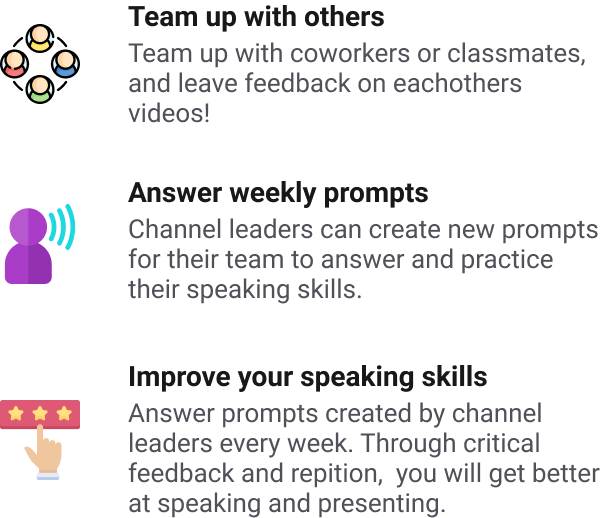 Team up with others
Team up with coworkers or classmates,
and leave feedback on eachothers
videos!
Answer weekly prompts
Channel leaders can create new prompts
for their team to answer and practice
their speaking skills.
Improve your speaking skills
Answer prompts created by channel
leaders every week. Through critical
feedback and repition,  you will get better
at speaking and presenting.